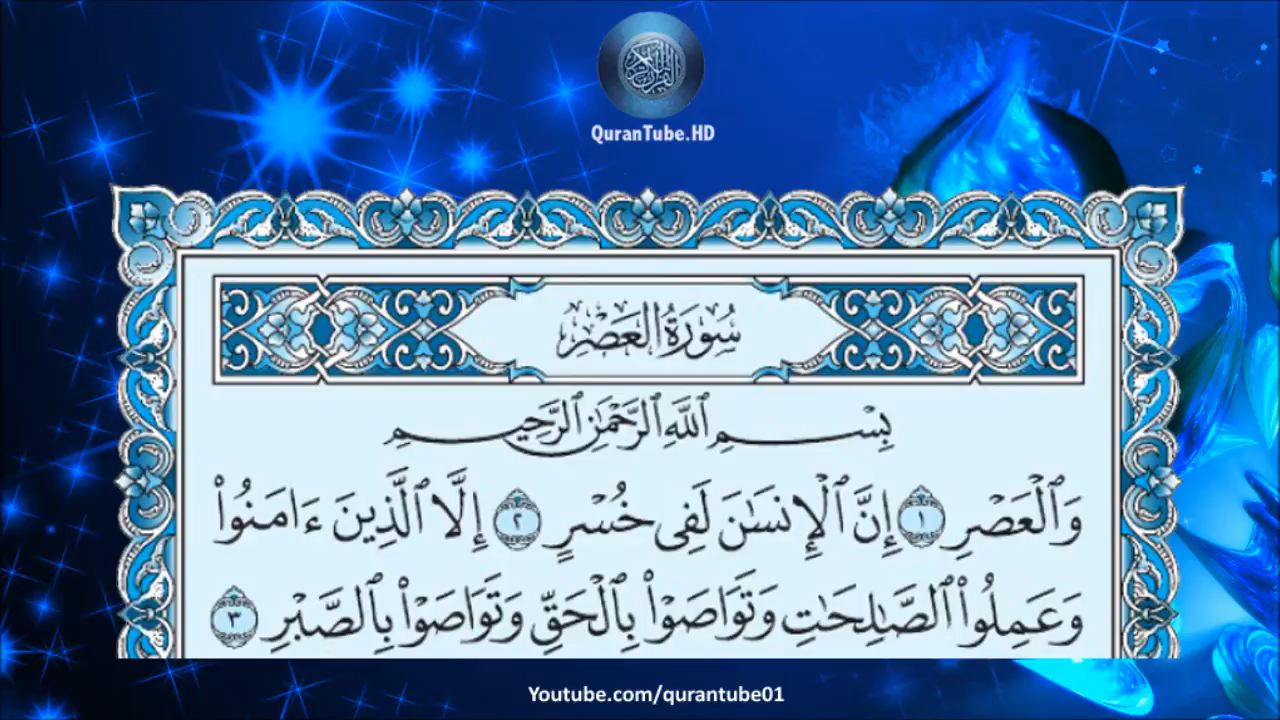 QuranTube.HD
سُورَةُ العَصْرِ
بِسْمِ ٱللَّهِ ٱلرَّحْمَٰنِ ٱلرَّحِيمِ
وَٱلْعَصْرِ ١ إِنَّ ٱلْإِنسَٰنَ لَفِى خُسْرٍ ٢ إِلَّا ٱلَّذِينَ ءَامَنُوا۟
وَعَمِلُوا۟ ٱلصَّٰلِحَٰتِ وَتَوَاصَوْا۟ بِٱلْحَقِّ وَتَوَاصَوْا۟ بِٱلصَّبْرِ ٣
Youtube.com/qurantube01